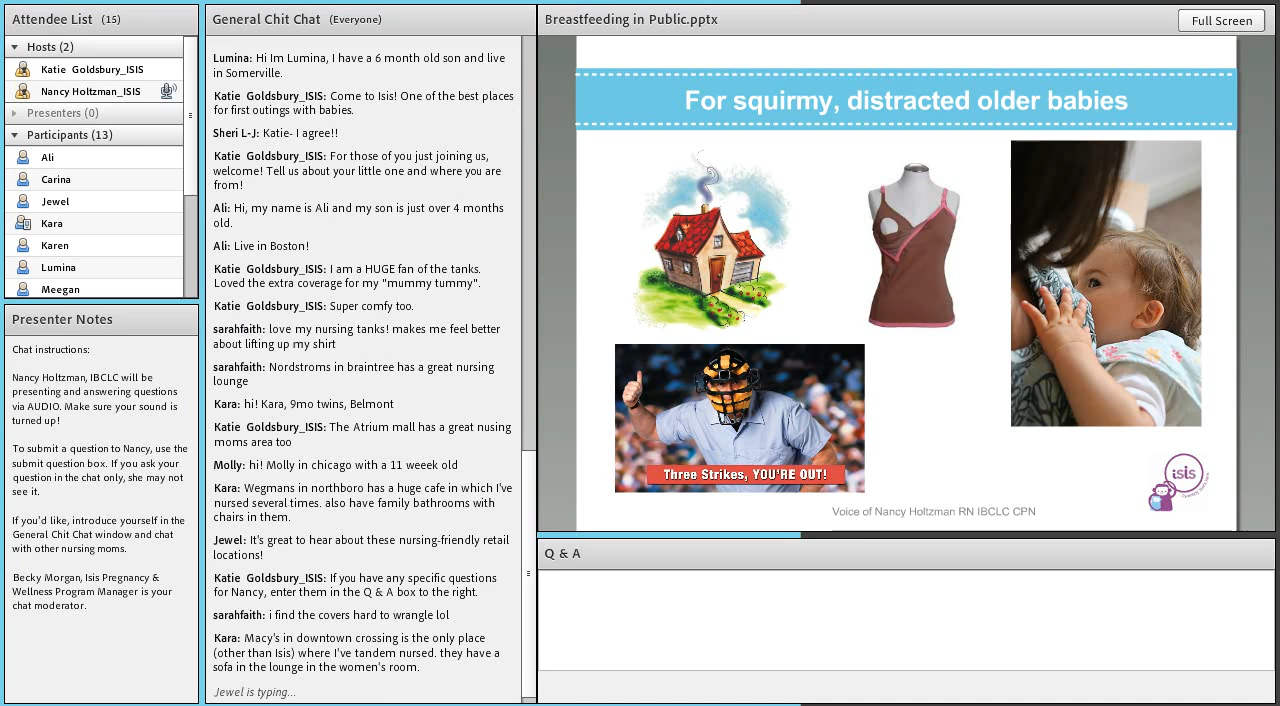 Attendee List (15)
Hosts (2)
Katie Goldsbury_ISIS
Nancy Holtzman_ISIS
Presenters (0)
Participants (13)
Ali
Carina
Jewel
Kara
Karen
Lumina
Meegan
Presenter Notes
Chat instructions:
Nancy Holtzman, IBCLC will be
presenting and answering questions
via AUDIO. Make sure your sound is
turned up!
To submit a question to Nancy, use the
submit question box. If you ask your
question in the chat only, she may not
see it.
If you'd like, introduce yourself in the
General Chit Chat window and chat
with other nursing moms.
Becky Morgan, Isis Pregnancy &
Wellness Program Manager is your
chat moderator.
General Chit Chat (Everyone)
Lumina: Hi Im Lumina, I have a 6 month old son and live
in Somerville.
Katie Goldsbury_ISIS: Come to Isis! One of the best places
for first outings with babies.
Sheri L-J: Katie- I agree!!
Katie Goldsbury_ISIS: For those of you just joining us,
welcome! Tell us about your little one and where you are
from!
Ali: Hi, my name is Ali and my son is just over 4 months
old.
Ali: Live in Boston!
Katie Goldsbury_ISIS: I am a HUGE fan of the tanks.
Loved the extra coverage for my "mummy tummy".
Katie Goldsbury_ISIS: Super comfy too.
sarahfaith: love my nursing tanks! makes me feel better
about lifting up my shirt
sarahfaith: Nordstroms in braintree has a great nursing
lounge
Kara: hi! Kara, 9mo twins, Belmont
Katie Goldsbury_ISIS: The Atrium mall has a great nusing
moms area too
Molly: hi! Molly in chicago with a 11 weeek old
Kara: Wegmans in northboro has a huge cafe in which I've
nursed several times. also have family bathrooms with
chairs in them.
Jewel: It's great to hear about these nursing-friendly retail
locations!
Katie Goldsbury_ISIS: If you have any specific questions
for Nancy, enter them in the Q & A box to the right.
sarahfaith: i find the covers hard to wrangle lol
Kara: Macy's in downtown crossing is the only place
(other than Isis) where I've tandem nursed. they have a
sofa in the lounge in the women's room.
Jewel is typing...
Breastfeeding in Public.pptx
Full Screen
For squirmy, distracted older babies
Three Strikes, YOU'RE OUT!
isis
Voice of Nancy Holtzman RN IBCLC CPN
Q & A